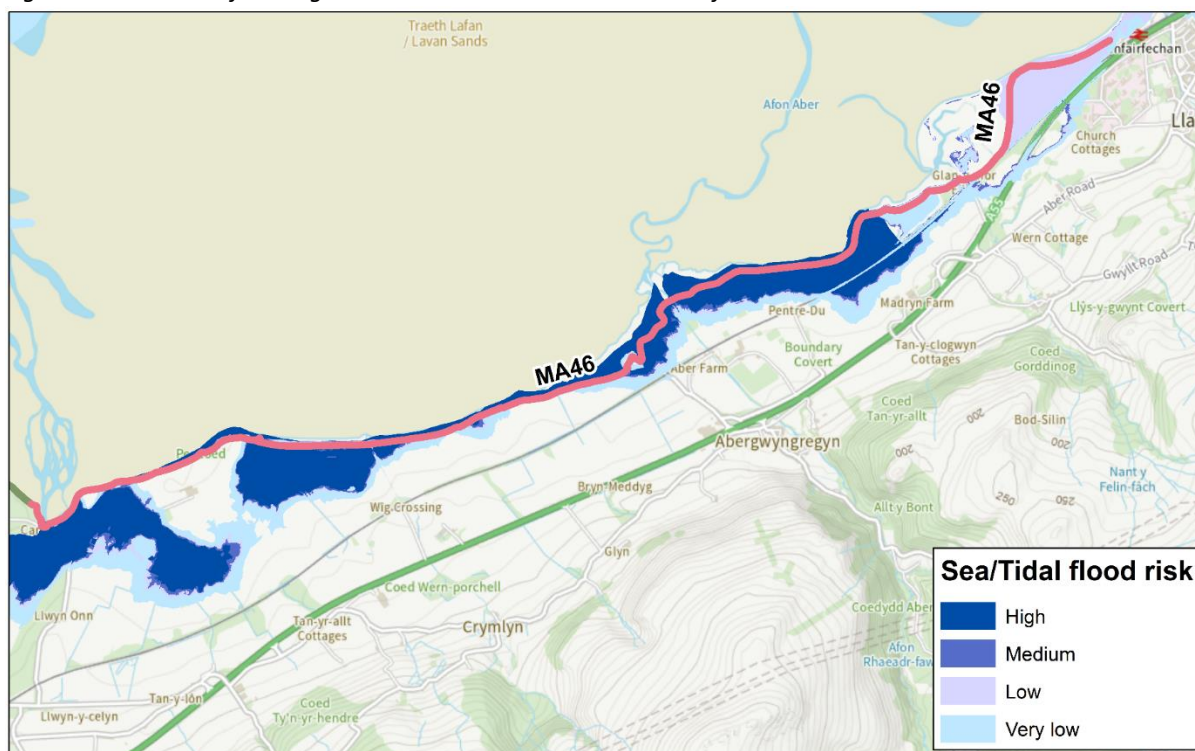 Traeth Lafan
/ Lavan Sands
nfairfechan
Afon Aber
MA46
Lla
Church
Cottages
Aber Road
A55
Wern Cottage
Gwyllt Road
Madryn Farm
Llŷs-y-gwynt Covert
Pentre-Du
Tan-y-clogwyn
Cottages
Coed
Gorddinog
MA46
Aber Farm
Boundary
Covert
Coed
Tan-yr-allt
200
Bod-Silin
200
Abergwyngregyn
250
250
Nant y
Felin-fach
Bryn Meddyg
Allt y Bont
Wig Crossing
Glyn
Llwyn Onn
Coed Wern-porchell
Tan-yr-allt
Cottages
Crymlyn
Coedydd Aber
Afon
Rhaeadr-faw
Tan-y-lôn
Llwyn-y-celyn
Coed
Ty'n-yr-hendre
Sea/Tidal flood risk
High
Medium
Low
Very low